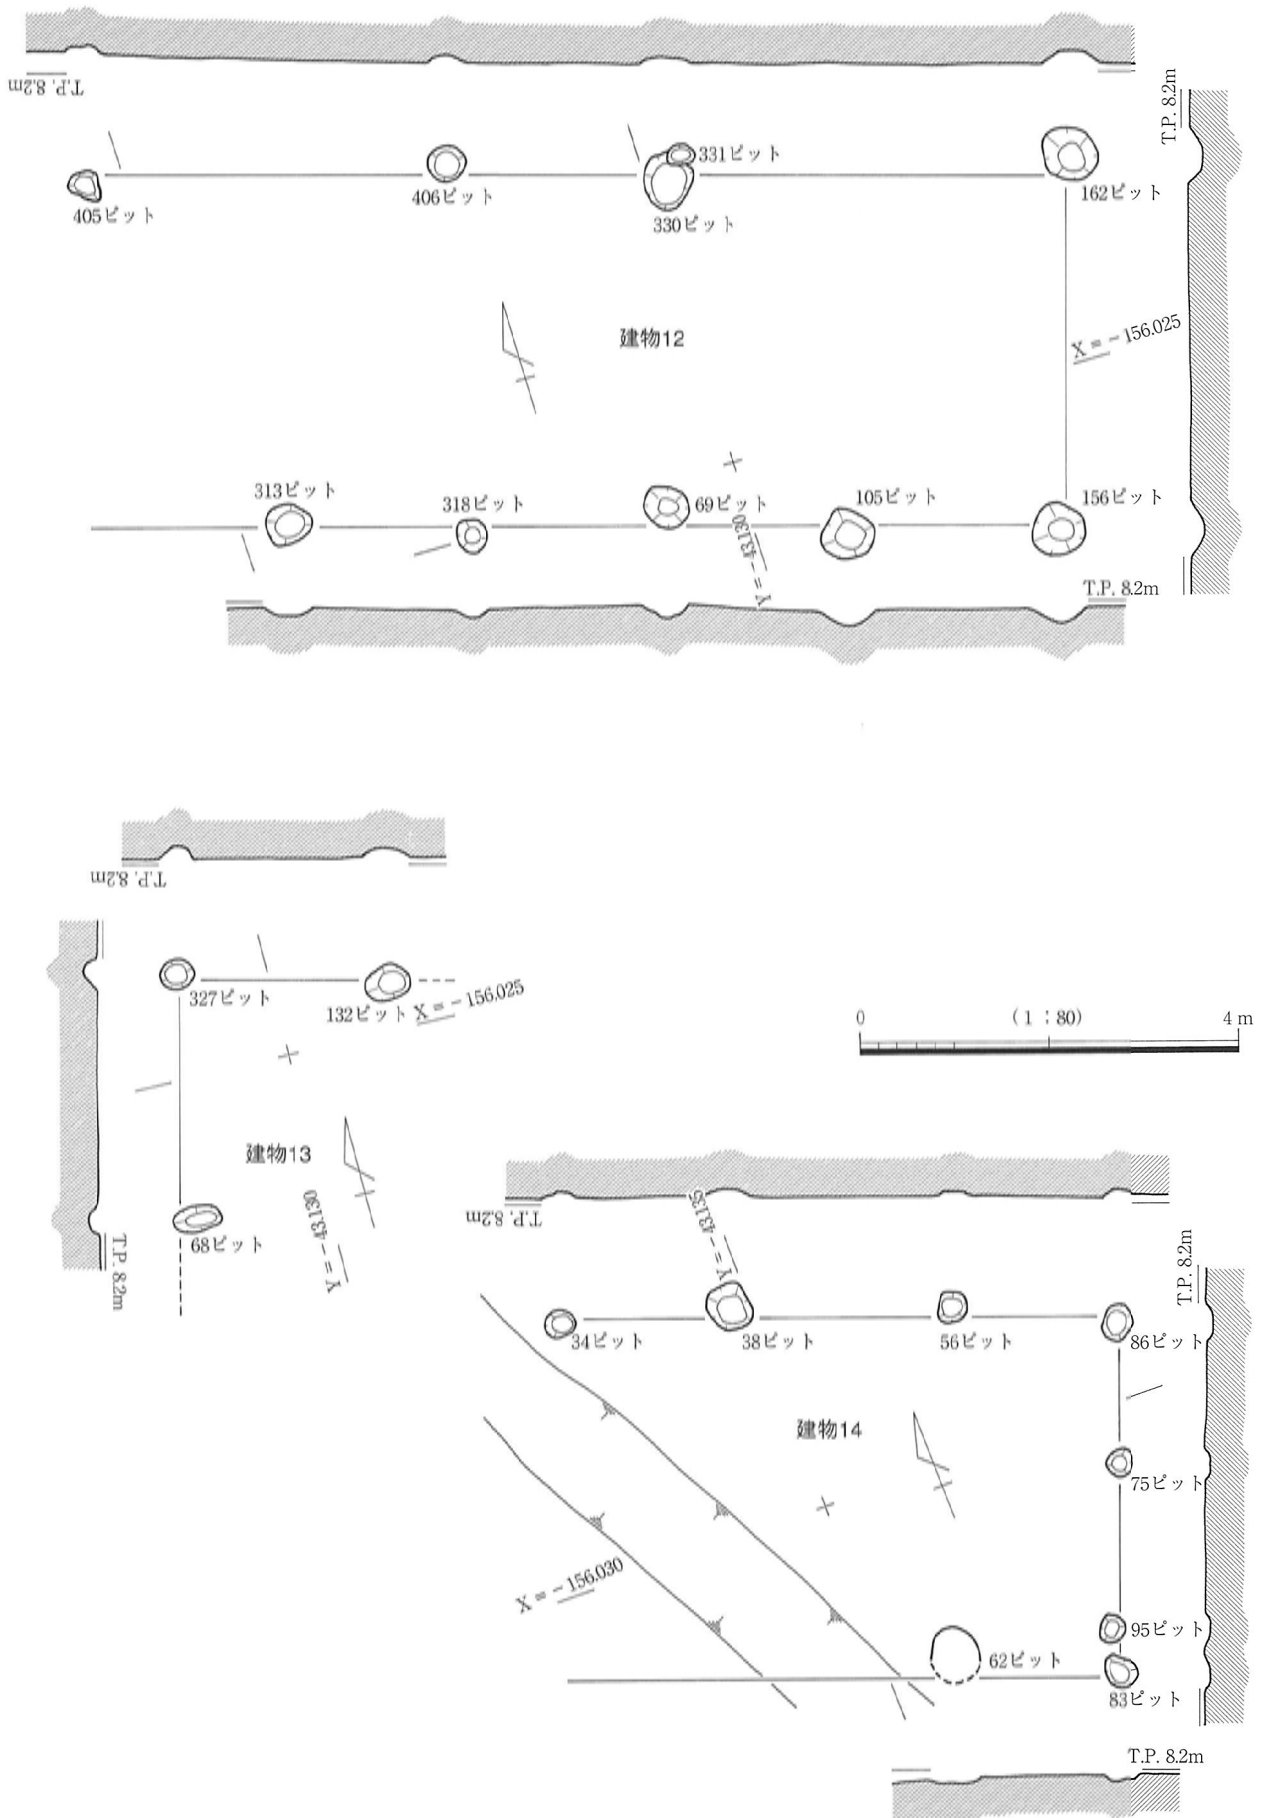 T.P. 8.2m
T.P. 8.2m
331ピット
406ピット
162ピット
405ピット
330ピット
建物12
X = - 156.025
313ピット
318ピット
69ピット
105ピット
156ピット
Y = - 43.130
T.P. 8.2m
T.P. 8.2m
327ピット
132ピット
X = - 156.025
0
(1:80)
4 m
建物13
68ピット
Y = - 43.130
T.P. 8.2m
T.P. 8.2m
Y = - 43.135
T.P. 8.2m
34ピット
38ピット
56ピット
86ピット
建物14
75ピット
X = - 156.030
95ピット
62ピット
83ピット
T.P. 8.2m